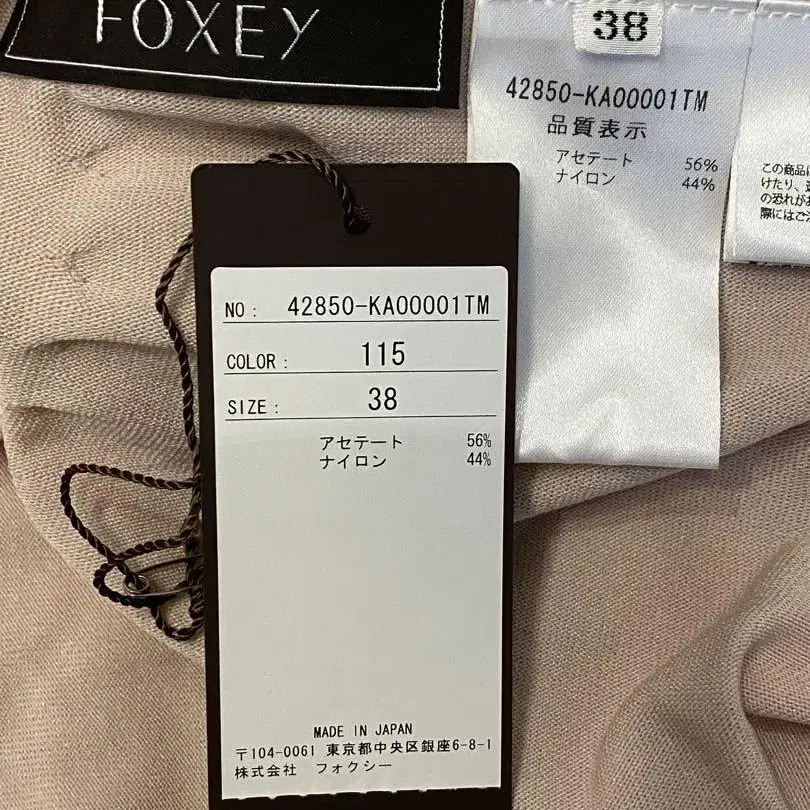 FOXEY
38
42850-KA00001TM
品質表示
アセテート 56%
ナイロン 44%
この商品
けたり、
の恐れが
際にはご
NO : 42850-KA00001TM
COLOR : 115
SIZE : 38
アセテート 56%
ナイロン 44%
MADE IN JAPAN
〒104-0061 東京都中央区銀座6-8-1
株式会社 フォクシー